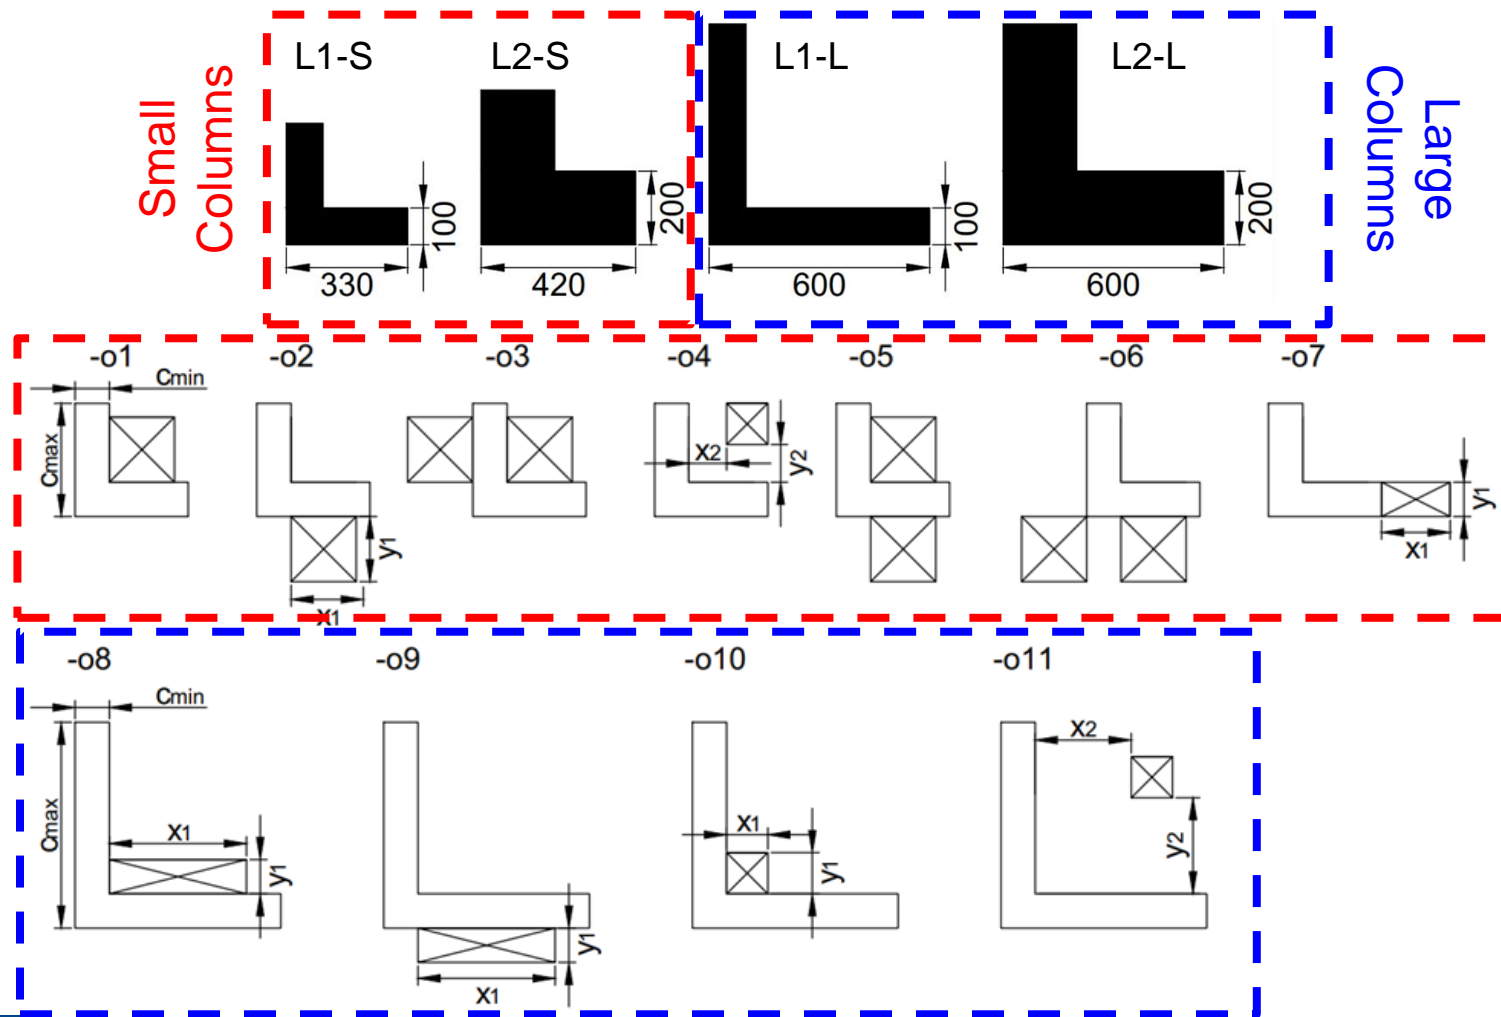 Small
Columns
L1-S
L2-S
L1-L
L2-L
Large
Columns
100
200
100
200
330
420
600
600
-o1
-o2
-o3
-o4
-o5
-o6
-o7
Cmin
Cmax
x2
y2
y1
x1
y1
x1
-o8
-o9
-o10
-o11
Cmin
Cmax
x1
y1
y1
x1
x1
y1
x2
y2